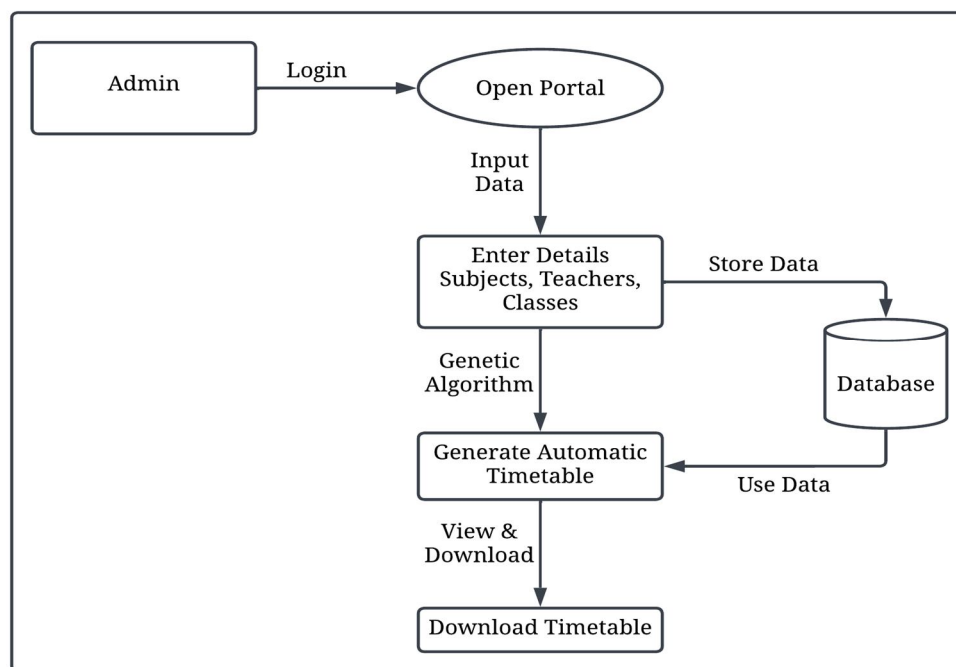 Admin
Login
Open Portal
Input
Data
Enter Details
Subjects, Teachers,
Classes
Store Data
Database
Genetic
Algorithm
Generate Automatic
Timetable
Use Data
View &
Download
Download Timetable